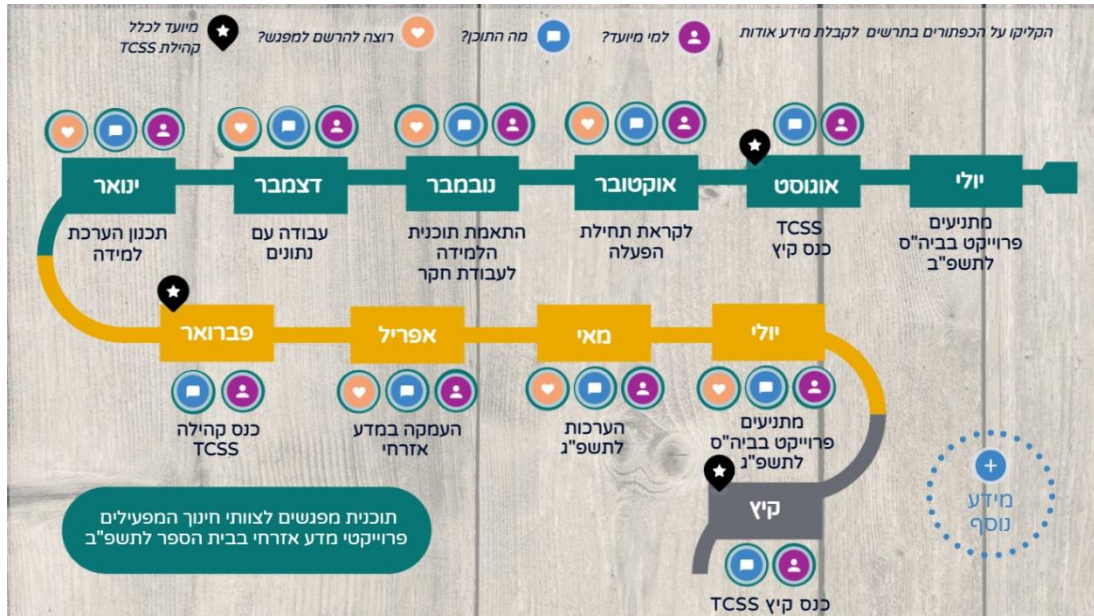 הקליקו על הכפתורים בתרשים לקבלת מידע אודות
למי מיועד?
מה התוכן?
רוצה להרשם למפגש?
מיועד לכלל
קהילת TCSS
יולי
מתניעים
פרוייקט בביה"ס
לתשפ"ב
אוגוסט
TCSS
כנס קיץ
אוקטובר
לקראת תחילת
הפעלה
נובמבר
התאמת תוכנית
הלמידה
לעבודת חקר
דצמבר
עבודה עם
נתונים
ינואר
תכנון הערכת
למידה
פברואר
כנס קהילה
TCSS
אפריל
העמקה במדע
אזרחי
מאי
הערכות
לתשפ"ג
יולי
מתניעים
פרוייקט בביה"ס
לתשפ"ג
קיץ
כנס קיץ TCSS
מידע
נוסף
תוכנית מפגשים לצוותי חינוך המפעילים
פרוייקטי מדע אזרחי בבית הספר לתשפ"ב